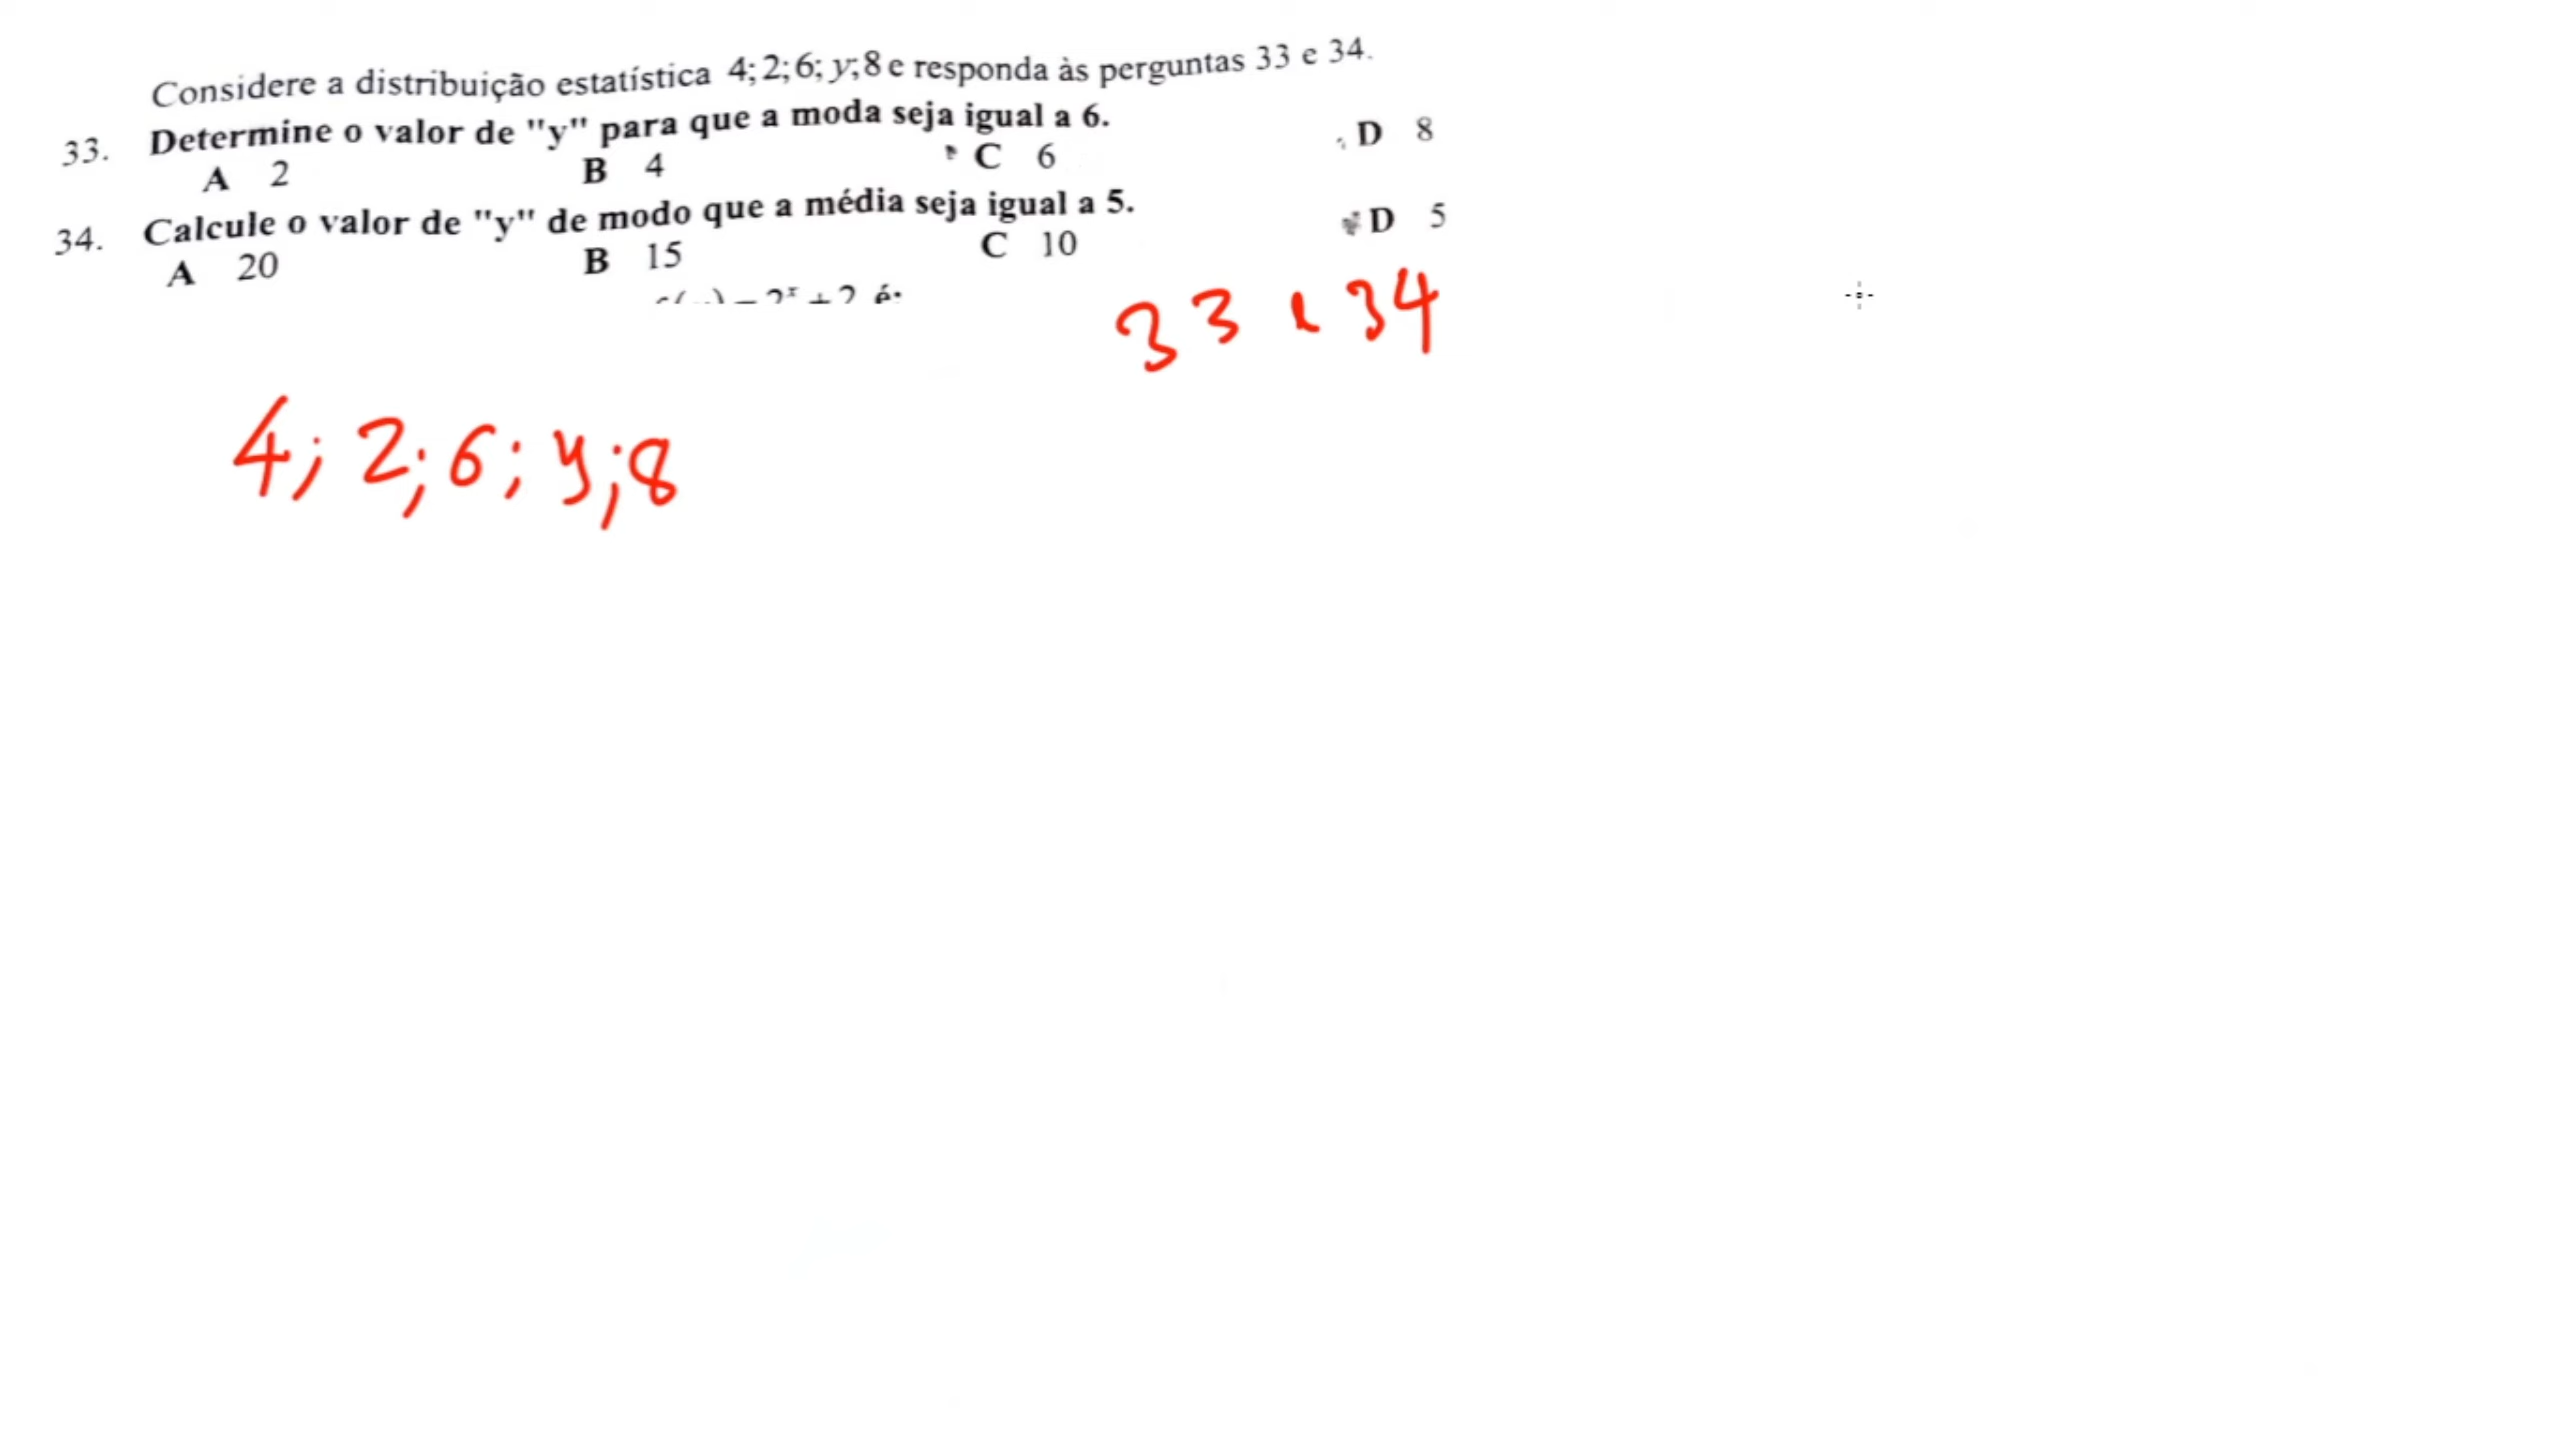 Considere a distribuição estatística 4; 2; 6; y; 8 e responda às perguntas 33 e 34.
33. Determine o valor de "y" para que a moda seja igual a 6.
A 2 B 4 C 6 D 8
34. Calcule o valor de "y" de modo que a média seja igual a 5.
A 20 B 15 C 10 D 5
33 e 34
4; 2; 6; y; 8